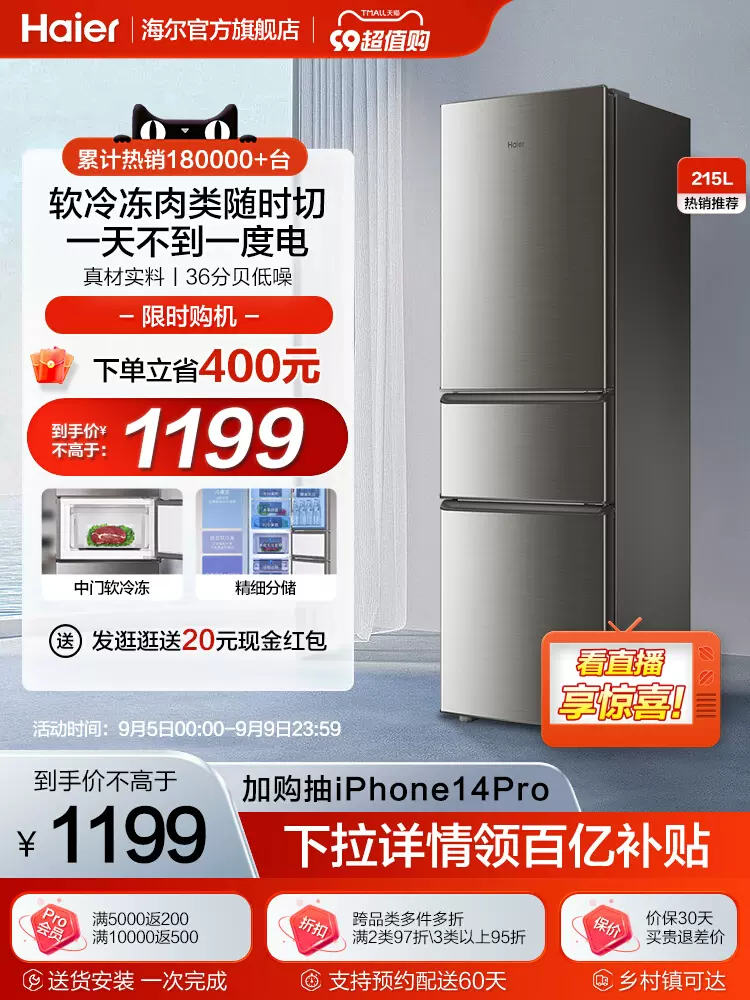 Haier
海尔官方旗舰店
TMALL天猫
99超值购
累计热销180000+台
软冷冻肉类随时切
一天不到一度电
真材实料 | 36分贝低噪
– 限时购机 –
下单立省400元
到手价¥
不高于:
1199
中门软冷冻
精细分储
送 发逛逛送20元现金红包
活动时间：9月5日00:00-9月9日23:59
Haier
215L
热销推荐
看直播
享惊喜!
到手价不高于
¥1199
加购抽iPhone14Pro
下拉详情领百亿补贴
Pro
会员
满5000返200
满10000返500
折扣
跨品类多件多折
满2类97折\3类以上95折
保价
价保30天
买贵退差价
送货安装 一次完成
支持预约配送60天
乡村镇可达